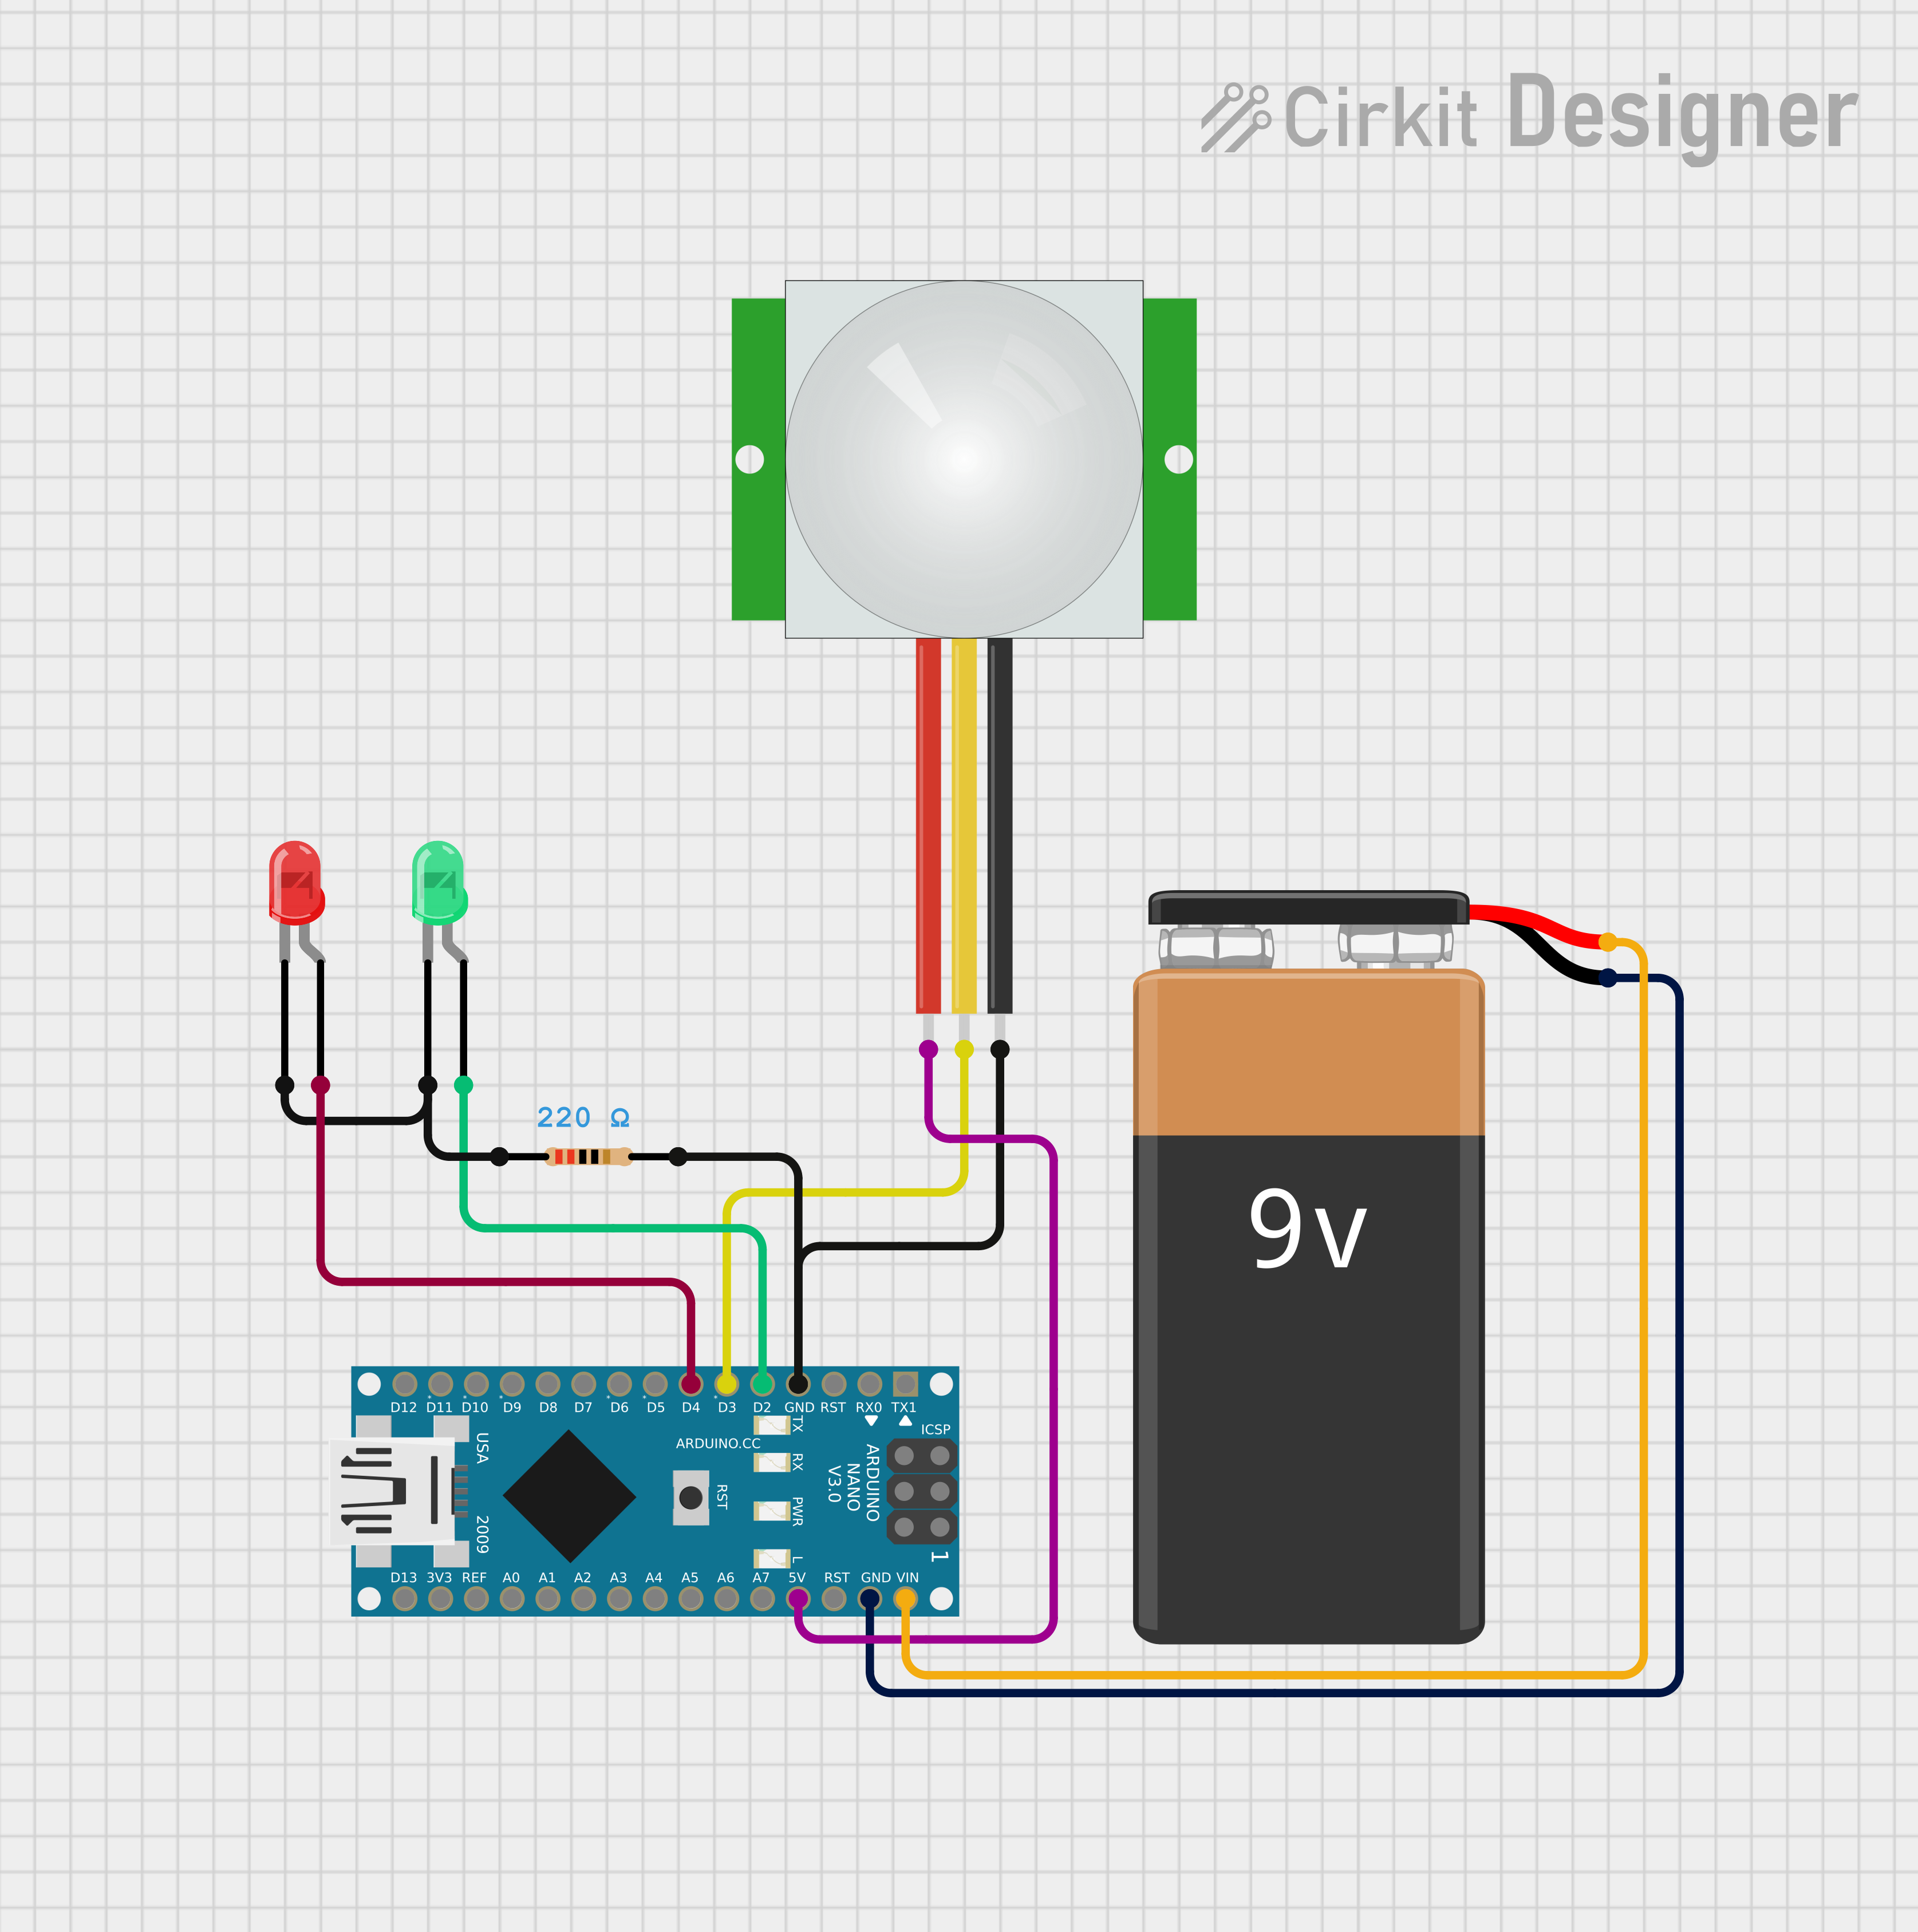 Cirkit Designer
220 Ω
9v
D12 D11 D10 D9 D8 D7 D6 D5 D4 D3 D2 GND RST RX0 TX1
ICSP
ARDUINO.CC
USA
2009
RST
TX
RX
PWR
L
ARDUINO
NANO
V3.0
1
D13 3V3 REF A0 A1 A2 A3 A4 A5 A6 A7 5V RST GND VIN